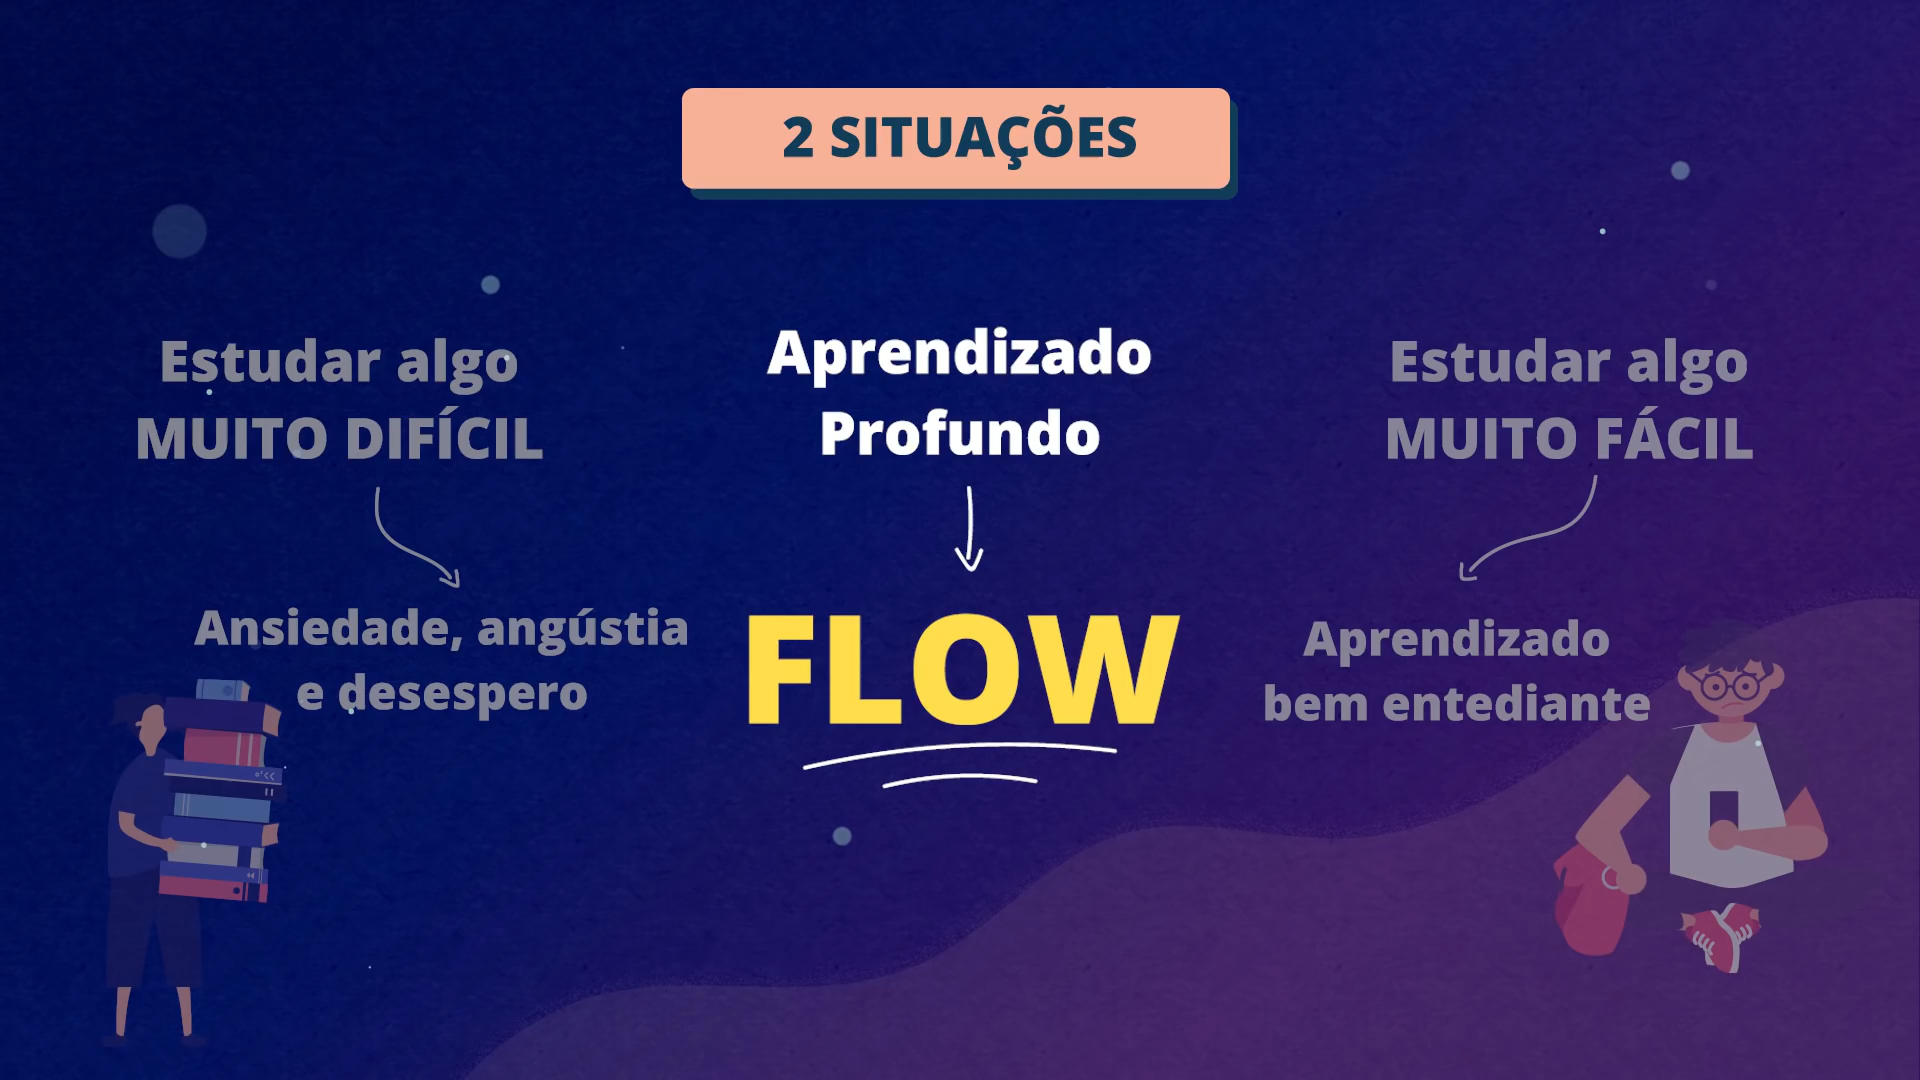 2 SITUAÇÕES
Estudar algo
MUITO DIFÍCIL
Ansiedade, angústia
e desespero
Aprendizado
Profundo
FLOW
Estudar algo
MUITO FÁCIL
Aprendizado
bem entediante